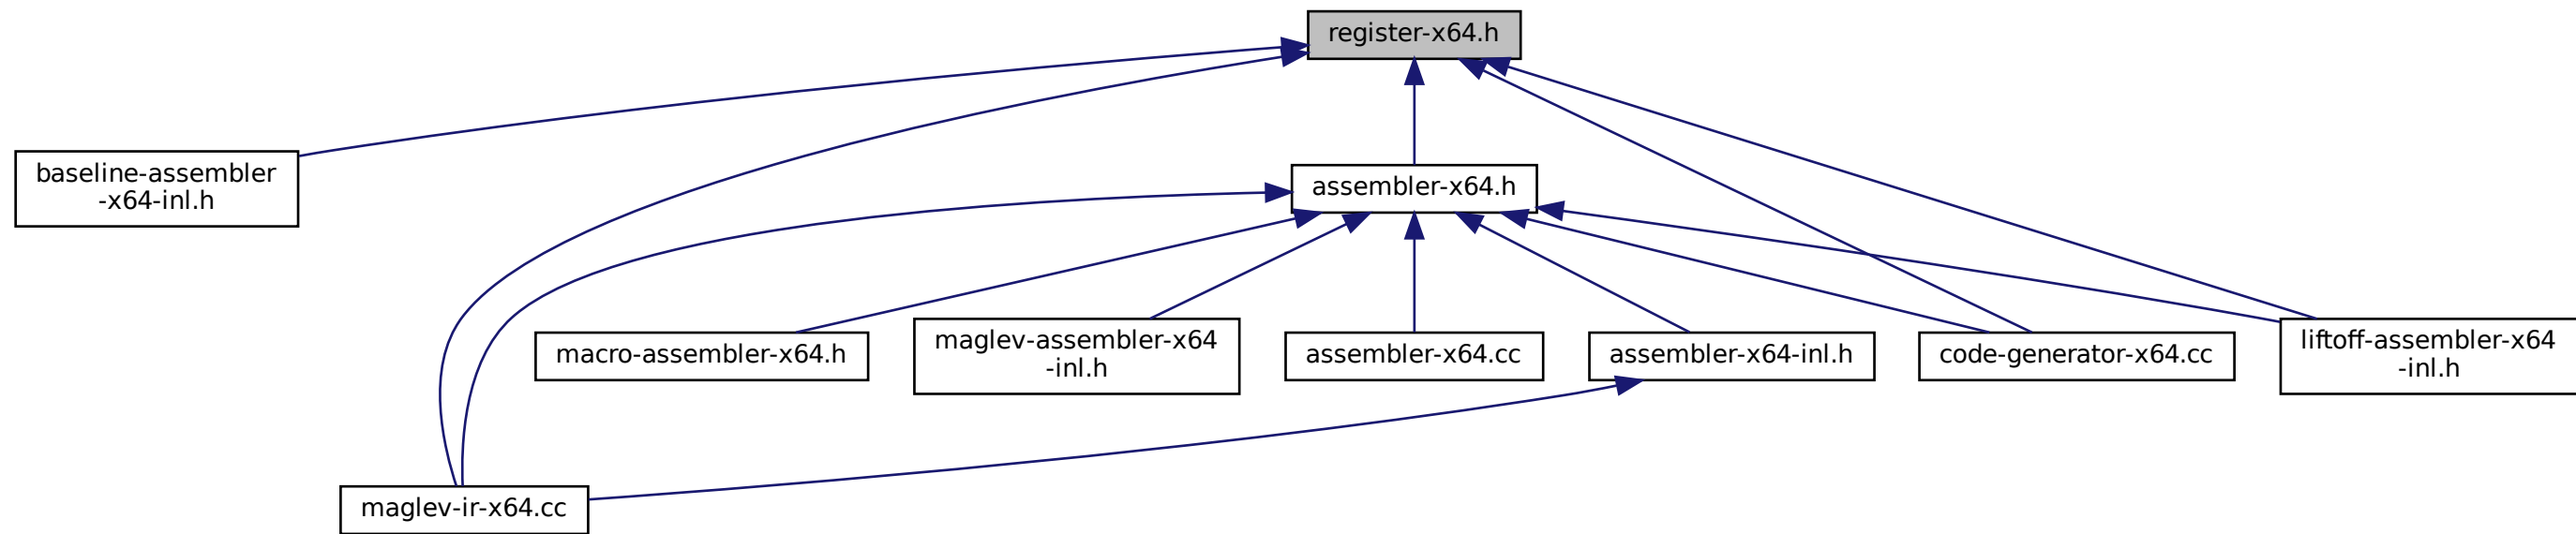 register-x64.h
baseline-assembler
-x64-inl.h
assembler-x64.h
macro-assembler-x64.h
maglev-assembler-x64
-inl.h
assembler-x64.cc
assembler-x64-inl.h
code-generator-x64.cc
liftoff-assembler-x64
-inl.h
maglev-ir-x64.cc